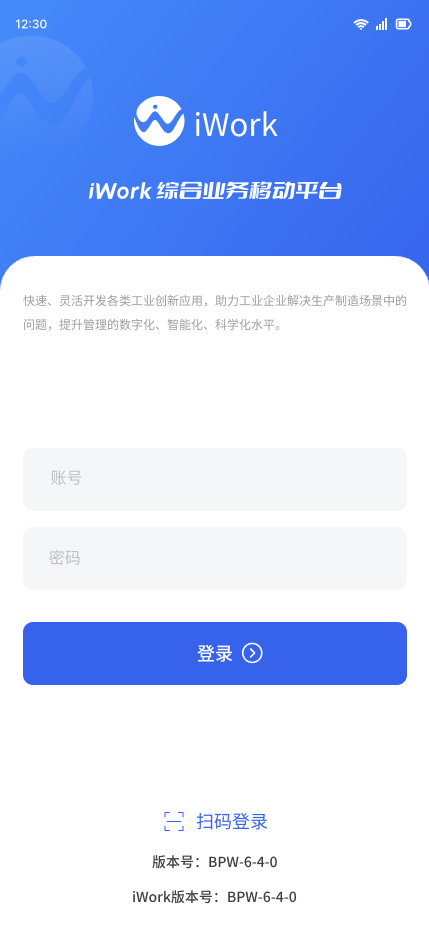 12:30
iWork
iWork 综合业务移动平台
快速、灵活开发各类工业创新应用，助力工业企业解决生产制造场景中的
问题，提升管理的数字化、智能化、科学化水平。
账号
密码
登录
扫码登录
版本号：BPW-6-4-0
iWork版本号：BPW-6-4-0